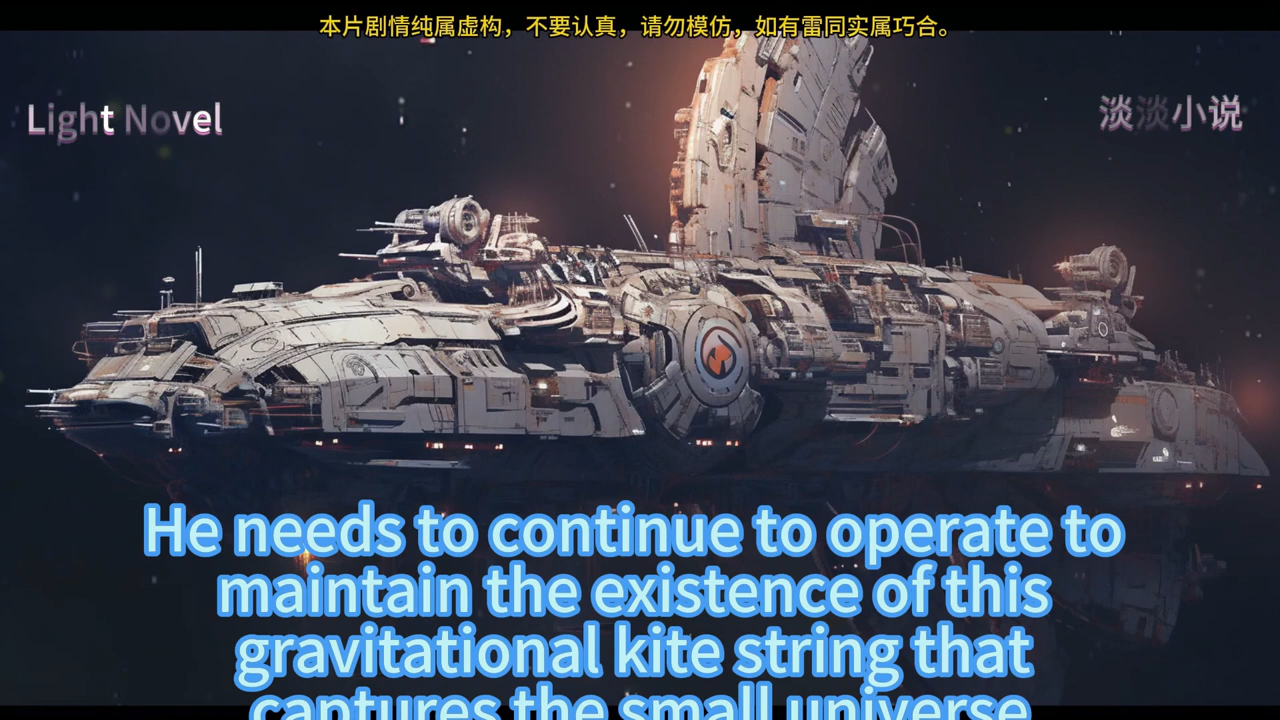 本片剧情纯属虚构，不要认真，请勿模仿，如有雷同实属巧合。
Light Novel
淡淡小说
He needs to continue to operate to
maintain the existence of this
gravitational kite string that
captures the small universe